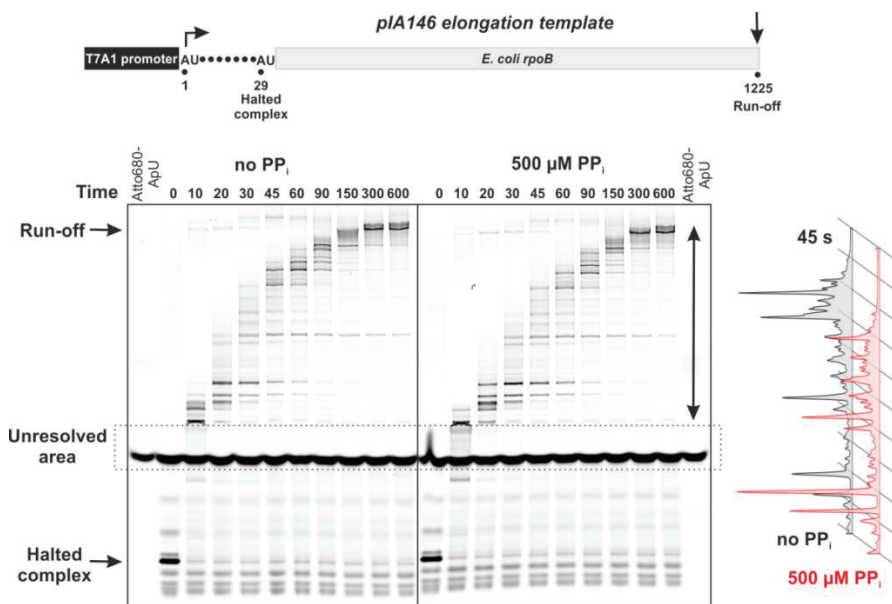 pIA146 elongation template
T7A1 promoter AU AU E. coli rpoB
1 29 1225
Halted complex Run-off
no PPi 500 µM PPi
Time Atto680-ApU 0 10 20 30 45 60 90 150 300 600 0 10 20 30 45 60 90 150 300 600 Atto680-ApU
Run-off
45 s
Unresolved area
no PPi
Halted complex
500 µM PPi